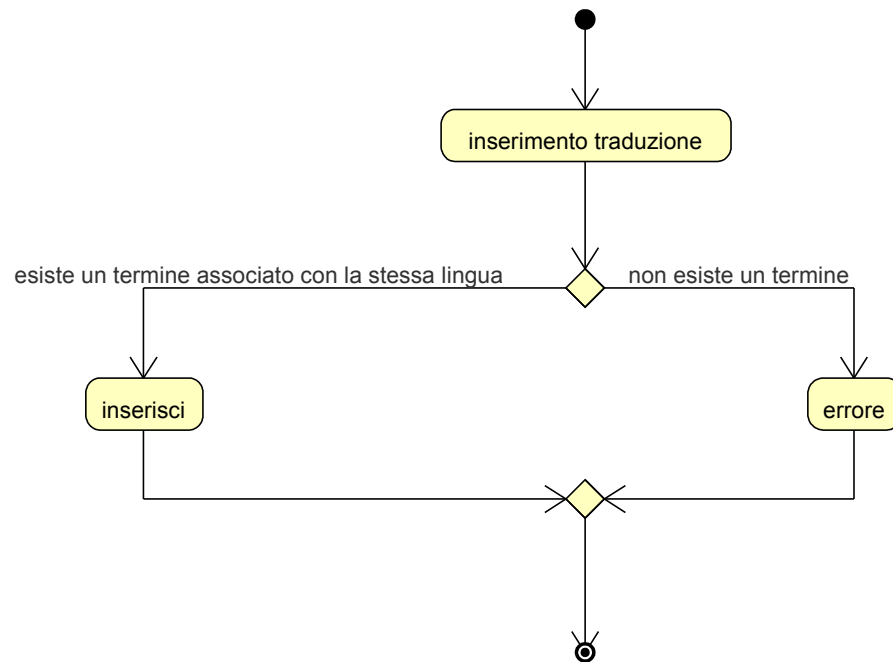 inserimento traduzione
esiste un termine associato con la stessa lingua
non esiste un termine
inserisci
errore